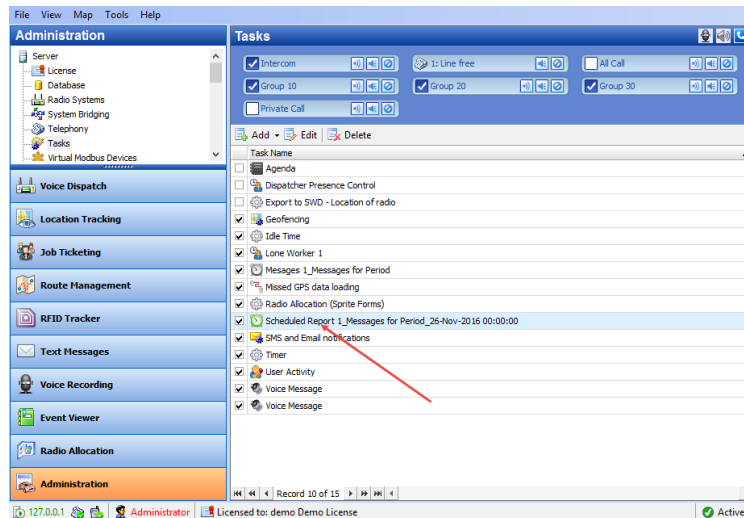 File View Map Tools Help
Administration
Server
License
Database
Radio Systems
System Bridging
Telephony
Tasks
Virtual Modbus Devices
Voice Dispatch
Location Tracking
Job Ticketing
Route Management
RFID Tracker
Text Messages
Voice Recording
Event Viewer
Radio Allocation
Administration
Tasks
Intercom
1: Line free
All Call
Group 10
Group 20
Group 30
Private Call
Add Edit Delete
Task Name
Agenda
Dispatcher Presence Control
Export to SWD - Location of radio
Geofencing
Idle Time
Lone Worker 1
Mesages 1_Messages for Period
Missed GPS data loading
Radio Allocation (Sprite Forms)
Scheduled Report 1_Messages for Period_26-Nov-2016 00:00:00
SMS and Email notifications
Timer
User Activity
Voice Message
Voice Message
Record 10 of 15
127.0.0.1 Administrator Licensed to: demo Demo License Active